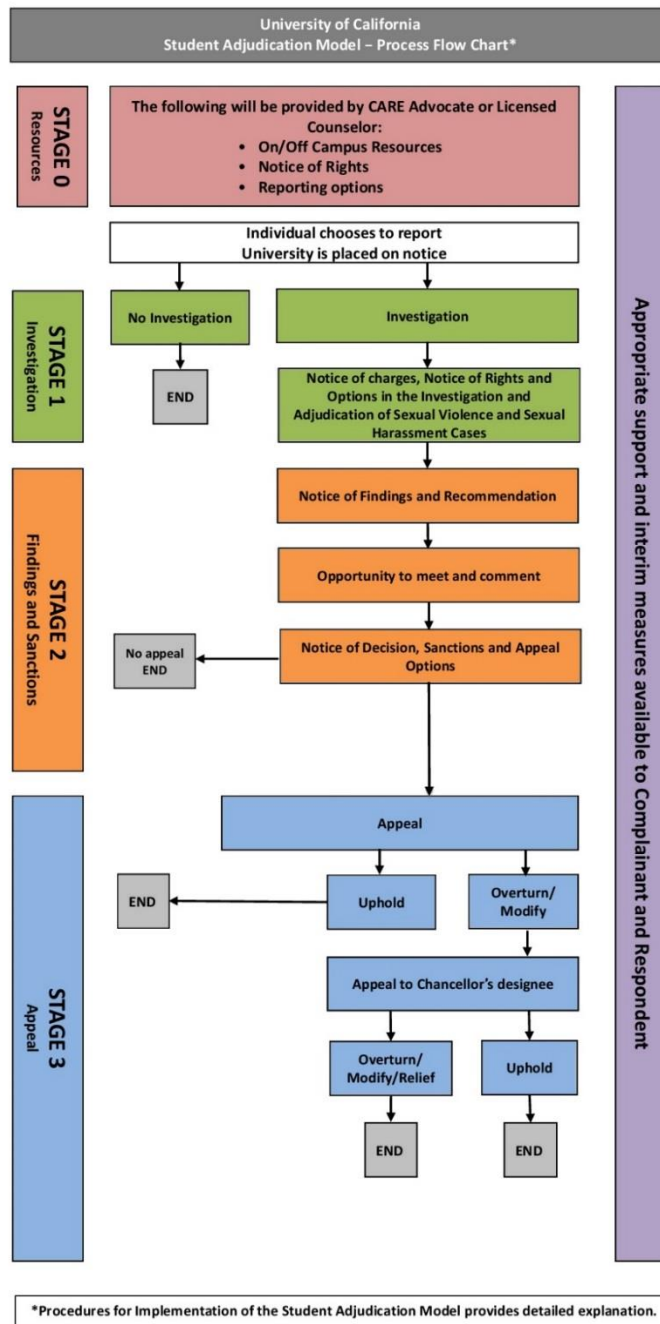 University of California
Student Adjudication Model – Process Flow Chart*
STAGE 0
Resources
The following will be provided by CARE Advocate or Licensed
Counselor:
• On/Off Campus Resources
• Notice of Rights
• Reporting options
Individual chooses to report
University is placed on notice
STAGE 1
Investigation
No Investigation
Investigation
END
Notice of charges, Notice of Rights and
Options in the Investigation and
Adjudication of Sexual Violence and Sexual
Harassment Cases
STAGE 2
Findings and Sanctions
Notice of Findings and Recommendation
Opportunity to meet and comment
No appeal
END
Notice of Decision, Sanctions and Appeal
Options
STAGE 3
Appeal
Appeal
END
Uphold
Overturn/
Modify
Appeal to Chancellor’s designee
Overturn/
Modify/Relief
Uphold
END
END
Appropriate support and interim measures available to Complainant and Respondent
*Procedures for Implementation of the Student Adjudication Model provides detailed explanation.